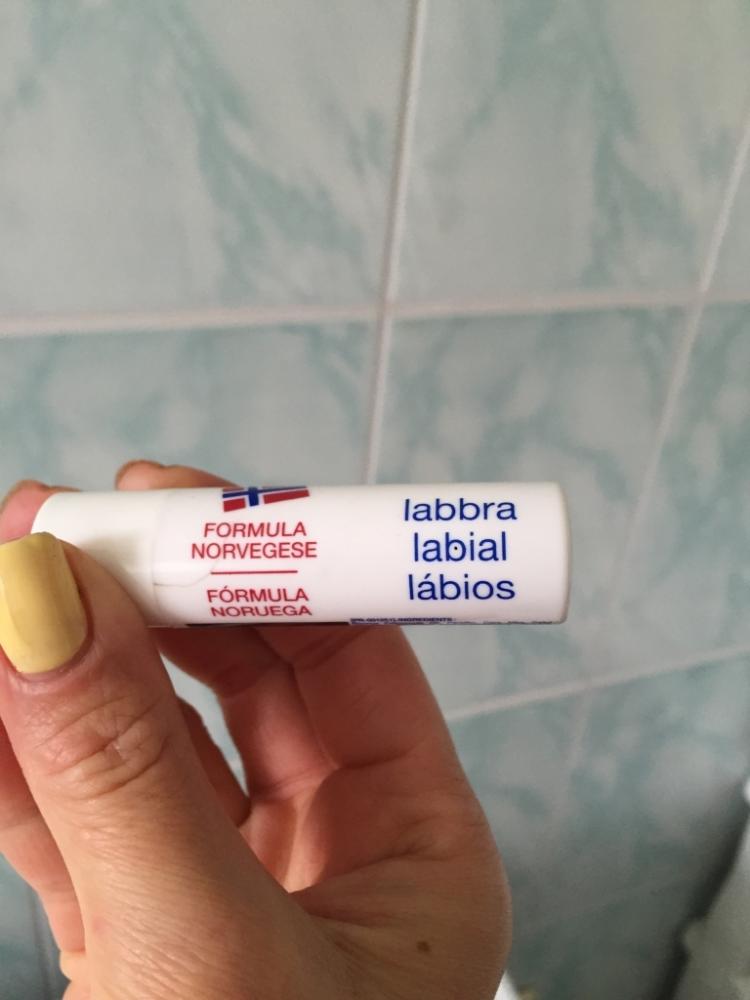 FORMULA
NORVEGESE
FÓRMULA
NORUEGA
labbra
labial
lábios